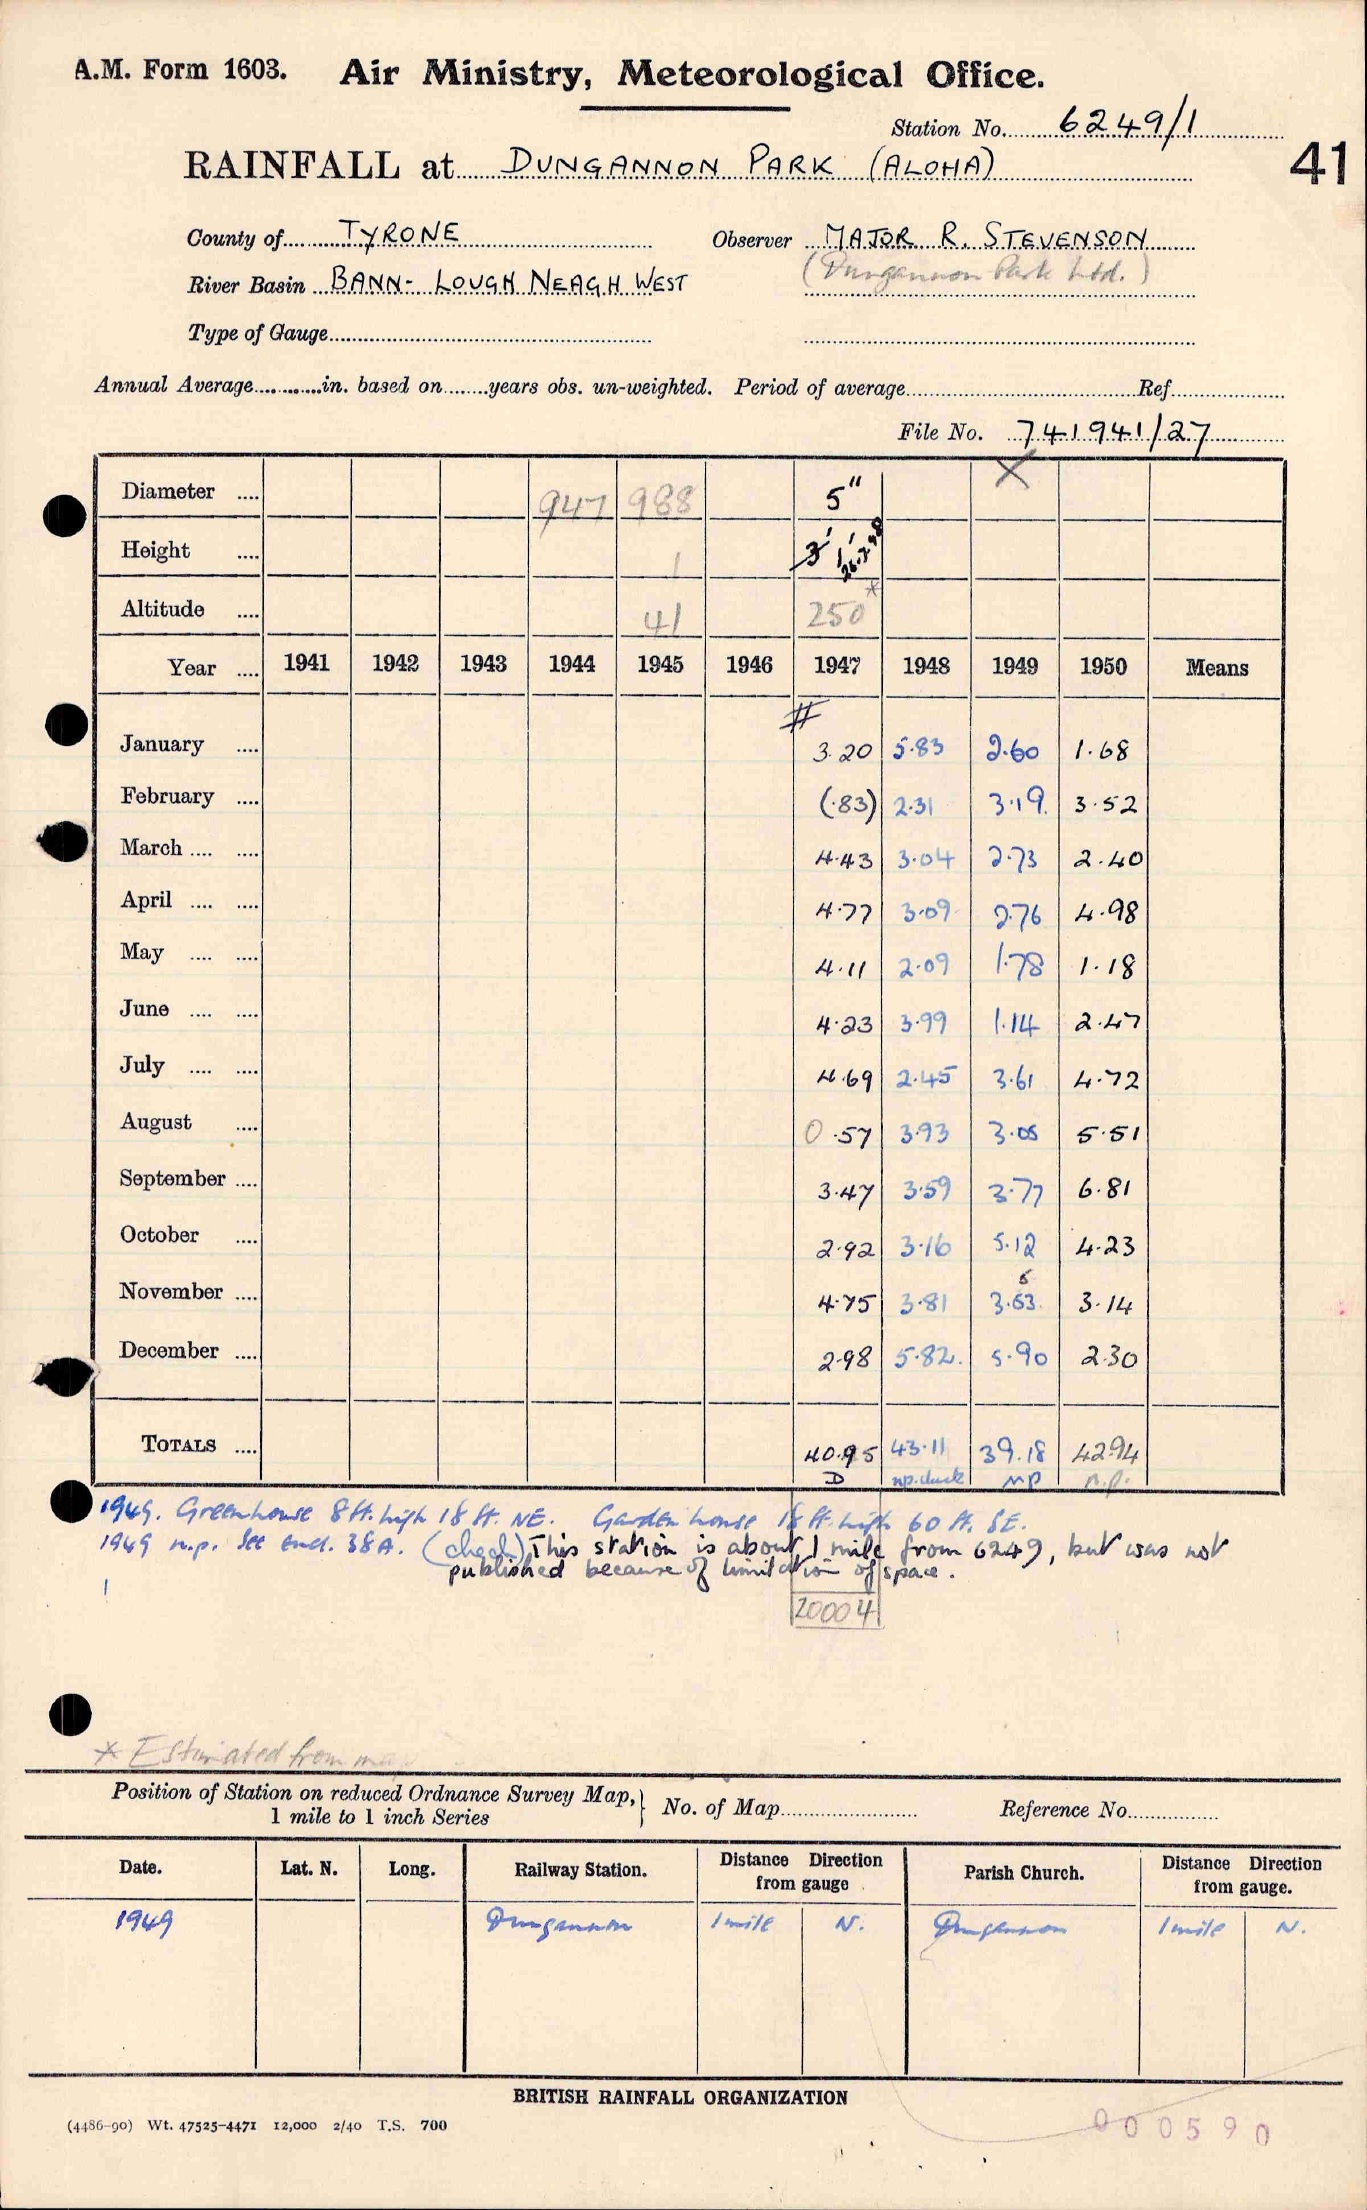 A.M. Form 1603. Air Ministry, Meteorological Office.
Station No. 6249/1
RAINFALL at DUNGANNON PARK (ALOHA)
41
County of TYRONE Observer MAJOR R. STEVENSON
(Dungannon Park Ltd.)
River Basin BANN- LOUGH NEAGH WEST
Type of Gauge
Annual Average in. based on years obs. un-weighted. Period of average Ref
File No. 741941/27
Diameter 947 988 5" X
Height 1 3' 1' 26.2.48
Altitude 41 250 *
Year 1941 1942 1943 1944 1945 1946 1947 1948 1949 1950 Means
#
January 3.20 5.83 2.60 1.68
February (.83) 2.31 3.19 3.52
March 4.43 3.04 2.73 2.40
April 4.77 3.09 2.76 4.98
May 4.11 2.09 1.78 1.18
June 4.23 3.99 1.14 2.47
July 4.69 2.45 3.61 4.72
August 0.57 3.93 3.05 5.51
September 3.47 3.59 3.77 6.81
October 2.92 3.16 5.12 4.23
6
November 4.75 3.81 3.53 3.14
December 2.98 5.82 5.90 2.30
TOTALS 40.95 43.11 39.18 42.94
D n.p. duck NP n.p.
1949. Greenhouse 8 ft. high 18 ft. NE. Garden house 18 ft. high 60 ft. SE.
1949 n.p. See encl. 38A. (check) This station is about 1 mile from 6249, but was not
published because of limitation of space.
20004
* Estimated from map
Position of Station on reduced Ordnance Survey Map, 1 mile to 1 inch Series } No. of Map Reference No.
Date. Lat. N. Long. Railway Station. Distance Direction from gauge Parish Church. Distance Direction from gauge.
1949 Dungannon 1 mile N. Dungannon 1 mile N.
BRITISH RAINFALL ORGANIZATION
(4486-90) Wt. 47525-4471 12,000 2/40 T.S. 700
000590